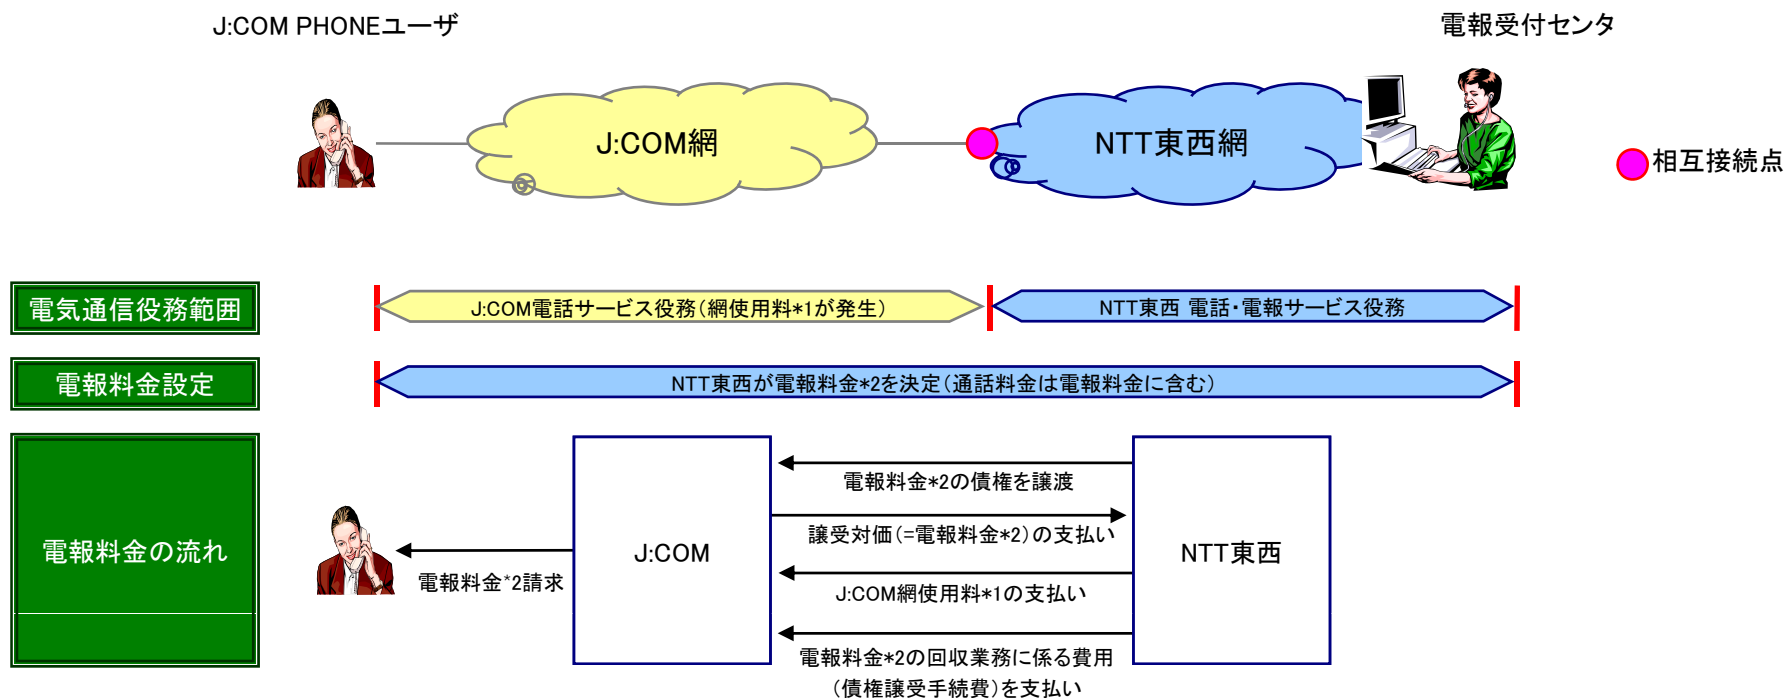 J:COM PHONEユーザ
電報受付センタ
J:COM網
NTT東西網
相互接続点
電気通信役務範囲
J:COM電話サービス役務(網使用料*1が発生)
NTT東西 電話・電報サービス役務
電報料金設定
NTT東西が電報料金*2を決定(通話料金は電報料金に含む)
電報料金の流れ
電報料金*2請求
J:COM
電報料金*2の債権を譲渡
譲受対価(=電報料金*2)の支払い
J:COM網使用料*1の支払い
電報料金*2の回収業務に係る費用
(債権譲受手続費)を支払い
NTT東西